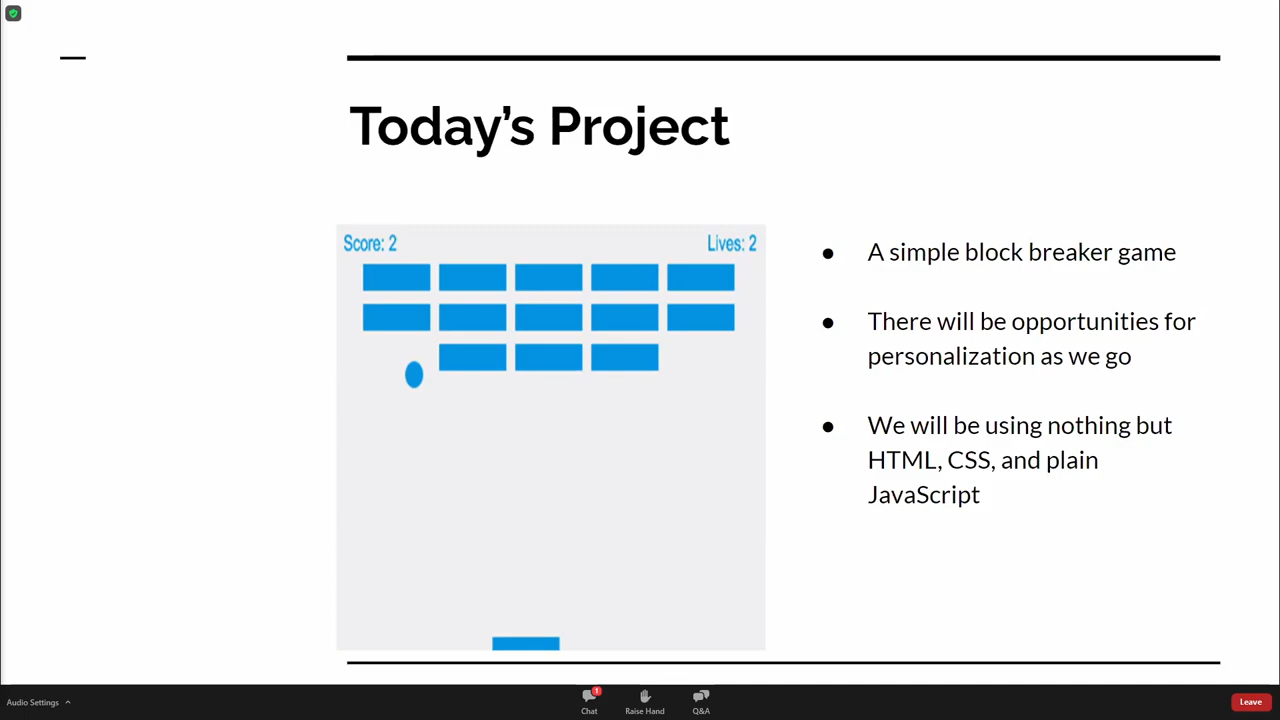 Today's Project
Score: 2
Lives: 2
● A simple block breaker game
● There will be opportunities for
personalization as we go
● We will be using nothing but
HTML, CSS, and plain
JavaScript
Audio Settings
1
Chat
Raise Hand
Q&A
Leave